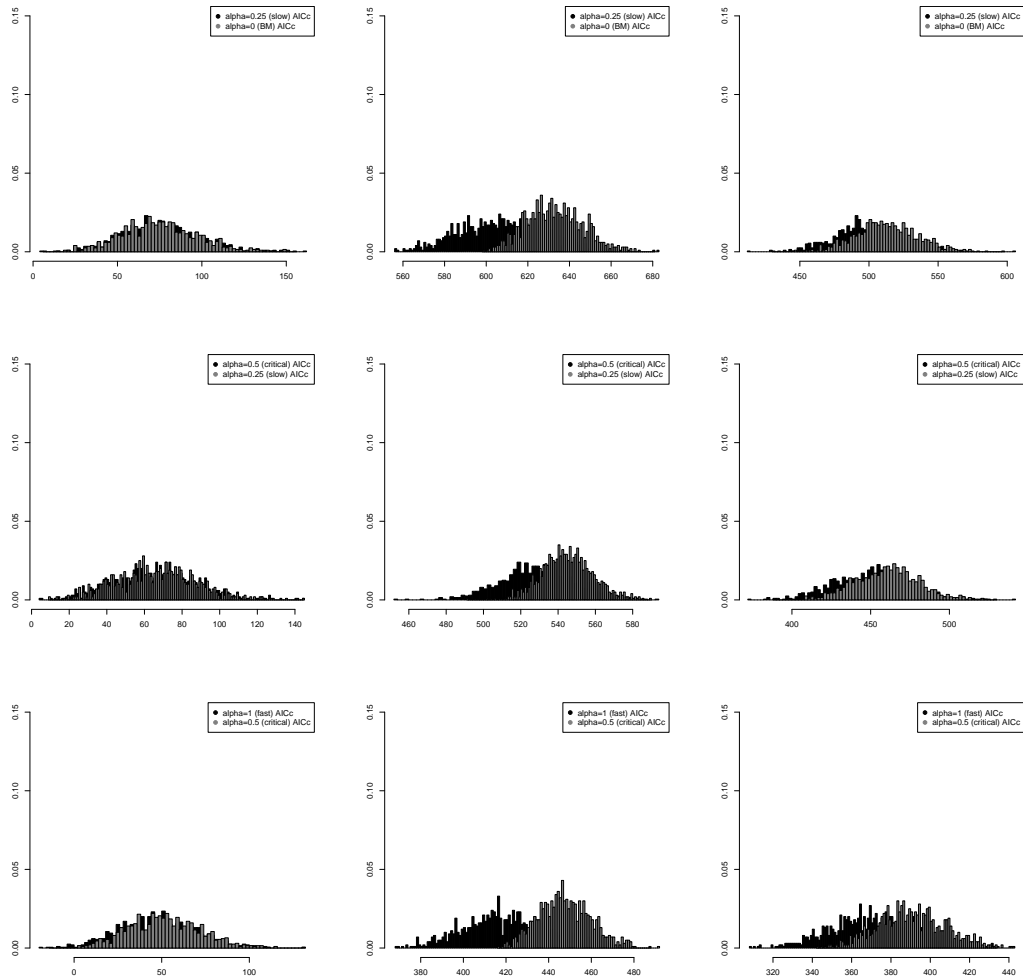 alpha=0.25 (slow) AICc
alpha=0 (BM) AICc
0.00 0.05 0.10 0.15
0 50 100 150
alpha=0.25 (slow) AICc
alpha=0 (BM) AICc
0.00 0.05 0.10 0.15
560 580 600 620 640 660 680
alpha=0.25 (slow) AICc
alpha=0 (BM) AICc
0.00 0.05 0.10 0.15
450 500 550 600
alpha=0.5 (critical) AICc
alpha=0.25 (slow) AICc
0.00 0.05 0.10 0.15
0 20 40 60 80 100 120 140
alpha=0.5 (critical) AICc
alpha=0.25 (slow) AICc
0.00 0.05 0.10 0.15
460 480 500 520 540 560 580
alpha=0.5 (critical) AICc
alpha=0.25 (slow) AICc
0.00 0.05 0.10 0.15
400 450 500
alpha=1 (fast) AICc
alpha=0.5 (critical) AICc
0.00 0.05 0.10 0.15
0 50 100
alpha=1 (fast) AICc
alpha=0.5 (critical) AICc
0.00 0.05 0.10 0.15
380 400 420 440 460 480
alpha=1 (fast) AICc
alpha=0.5 (critical) AICc
0.00 0.05 0.10 0.15
320 340 360 380 400 420 440